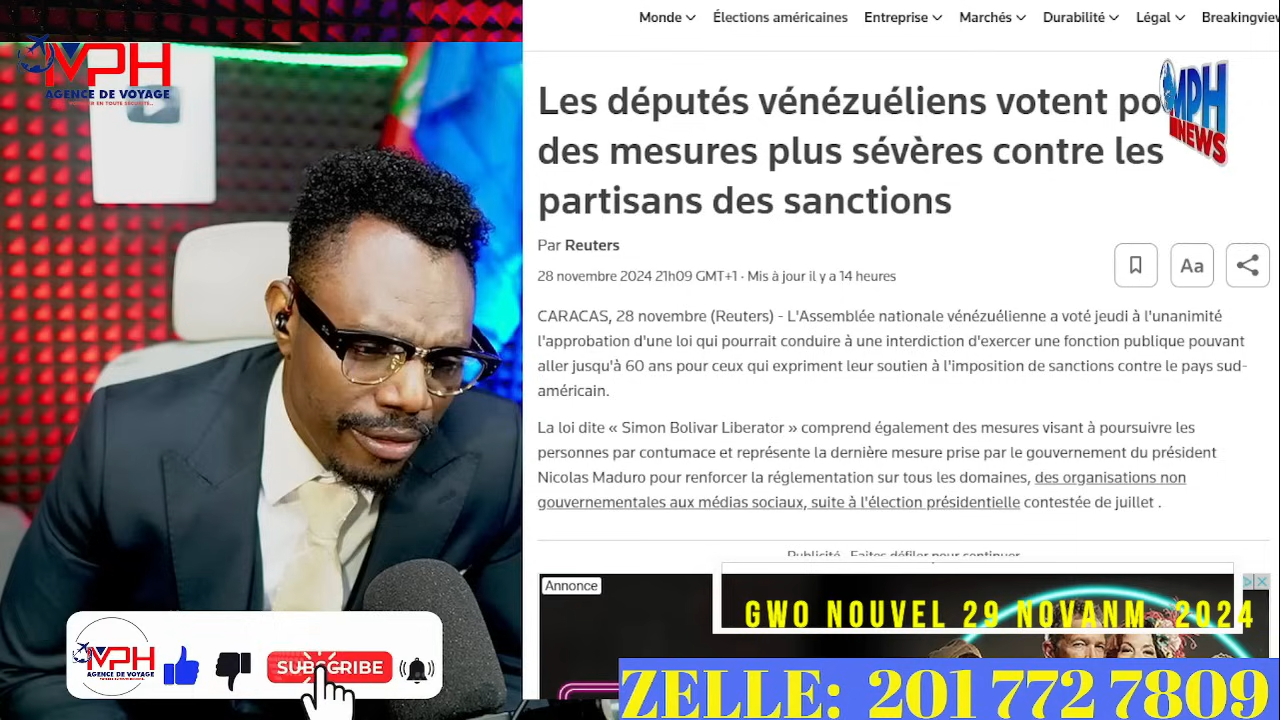 MPH
AGENCE DE VOYAGE
Monde
Élections américaines
Entreprise
Marchés
Durabilité
Légal
Breakingview
Les députés vénézuéliens votent po
des mesures plus sévères contre les
partisans des sanctions
MPH
NEWS
Par Reuters
28 novembre 2024 21h09 GMT+1 · Mis à jour il y a 14 heures
Aa
CARACAS, 28 novembre (Reuters) - L'Assemblée nationale vénézuélienne a voté jeudi à l'unanimité
l'approbation d'une loi qui pourrait conduire à une interdiction d'exercer une fonction publique pouvant
aller jusqu'à 60 ans pour ceux qui expriment leur soutien à l'imposition de sanctions contre le pays sud-
américain.
La loi dite « Simon Bolivar Liberator » comprend également des mesures visant à poursuivre les
personnes par contumace et représente la dernière mesure prise par le gouvernement du président
Nicolas Maduro pour renforcer la réglementation sur tous les domaines, des organisations non
gouvernementales aux médias sociaux, suite à l'élection présidentielle contestée de juillet .
Publicité · Faites défiler pour continuer
Annonce
GWO NOUVEL 29 NOVANM 2024
MPH
AGENCE DE VOYAGE
SUBSCRIBE
ZELLE: 201 772 7809